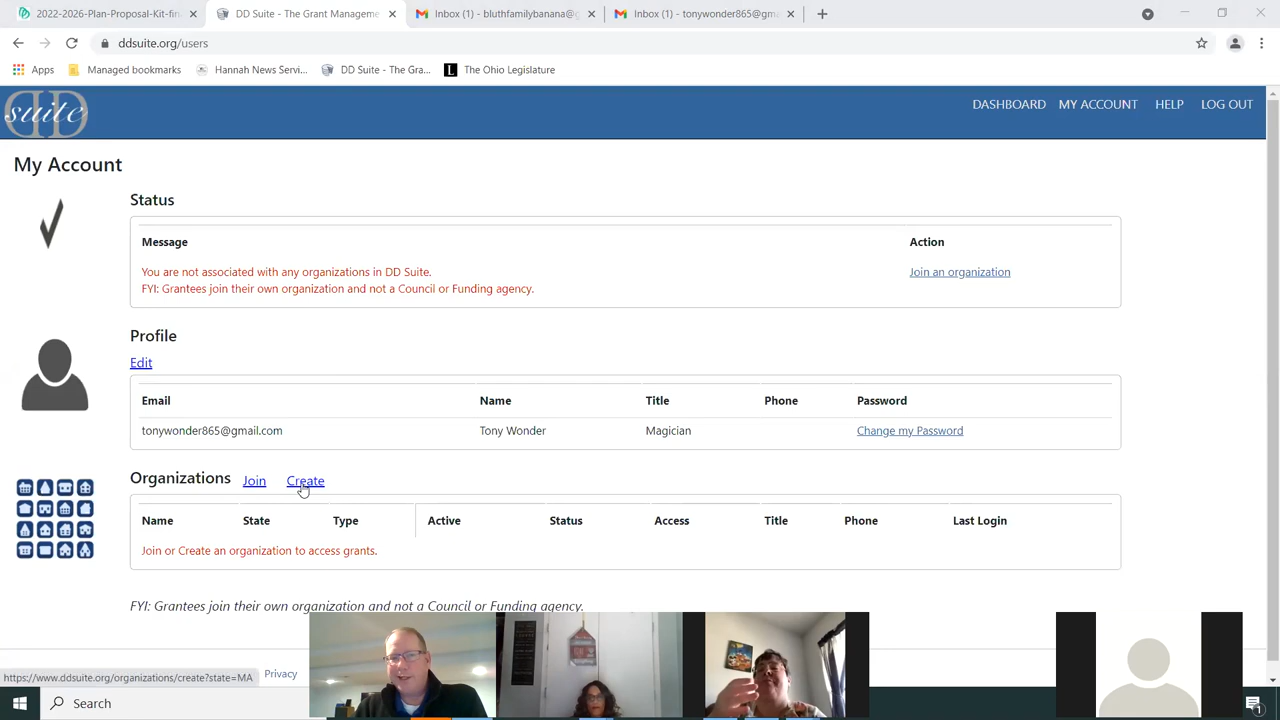 2022-2026-Plan-Proposal-Kit-fin
DD Suite - The Grant Manageme
Inbox (1) - bluthfamilybanana@g
Inbox (1) - tonywonder865@gma
ddsuite.org/users
Apps
Managed bookmarks
Hannah News Servi...
DD Suite - The Gra...
The Ohio Legislature
DD suite
DASHBOARD
MY ACCOUNT
HELP
LOG OUT
My Account
Status
Message
Action
You are not associated with any organizations in DD Suite.
Join an organization
FYI: Grantees join their own organization and not a Council or Funding agency.
Profile
Edit
Email
Name
Title
Phone
Password
tonywonder865@gmail.com
Tony Wonder
Magician
Change my Password
Organizations
Join
Create
Name
State
Type
Active
Status
Access
Title
Phone
Last Login
Join or Create an organization to access grants.
FYI: Grantees join their own organization and not a Council or Funding agency.
https://www.ddsuite.org/organizations/create?state=MA
Privacy
Search
1